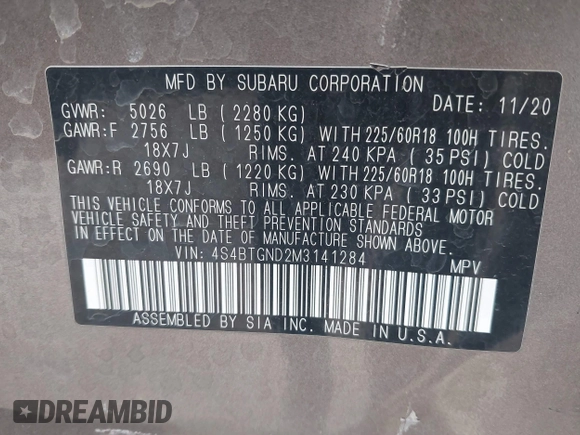 MFD BY SUBARU CORPORATION
DATE: 11/20
GVWR: 5026 LB ( 2280 KG)
GAWR:F 2756 LB ( 1250 KG) WITH 225/60R18 100H TIRES.
18X7J RIMS. AT 240 KPA ( 35 PSI) COLD
GAWR:R 2690 LB ( 1220 KG) WITH 225/60R18 100H TIRES.
18X7J RIMS. AT 230 KPA ( 33 PSI) COLD
THIS VEHICLE CONFORMS TO ALL APPLICABLE FEDERAL MOTOR
VEHICLE SAFETY AND THEFT PREVENTION STANDARDS
IN EFFECT ON THE DATE OF MANUFACTURE SHOWN ABOVE.
VIN: 4S4BTGND2M3141284 MPV
ASSEMBLED BY SIA INC. MADE IN U.S.A.
DREAMBID